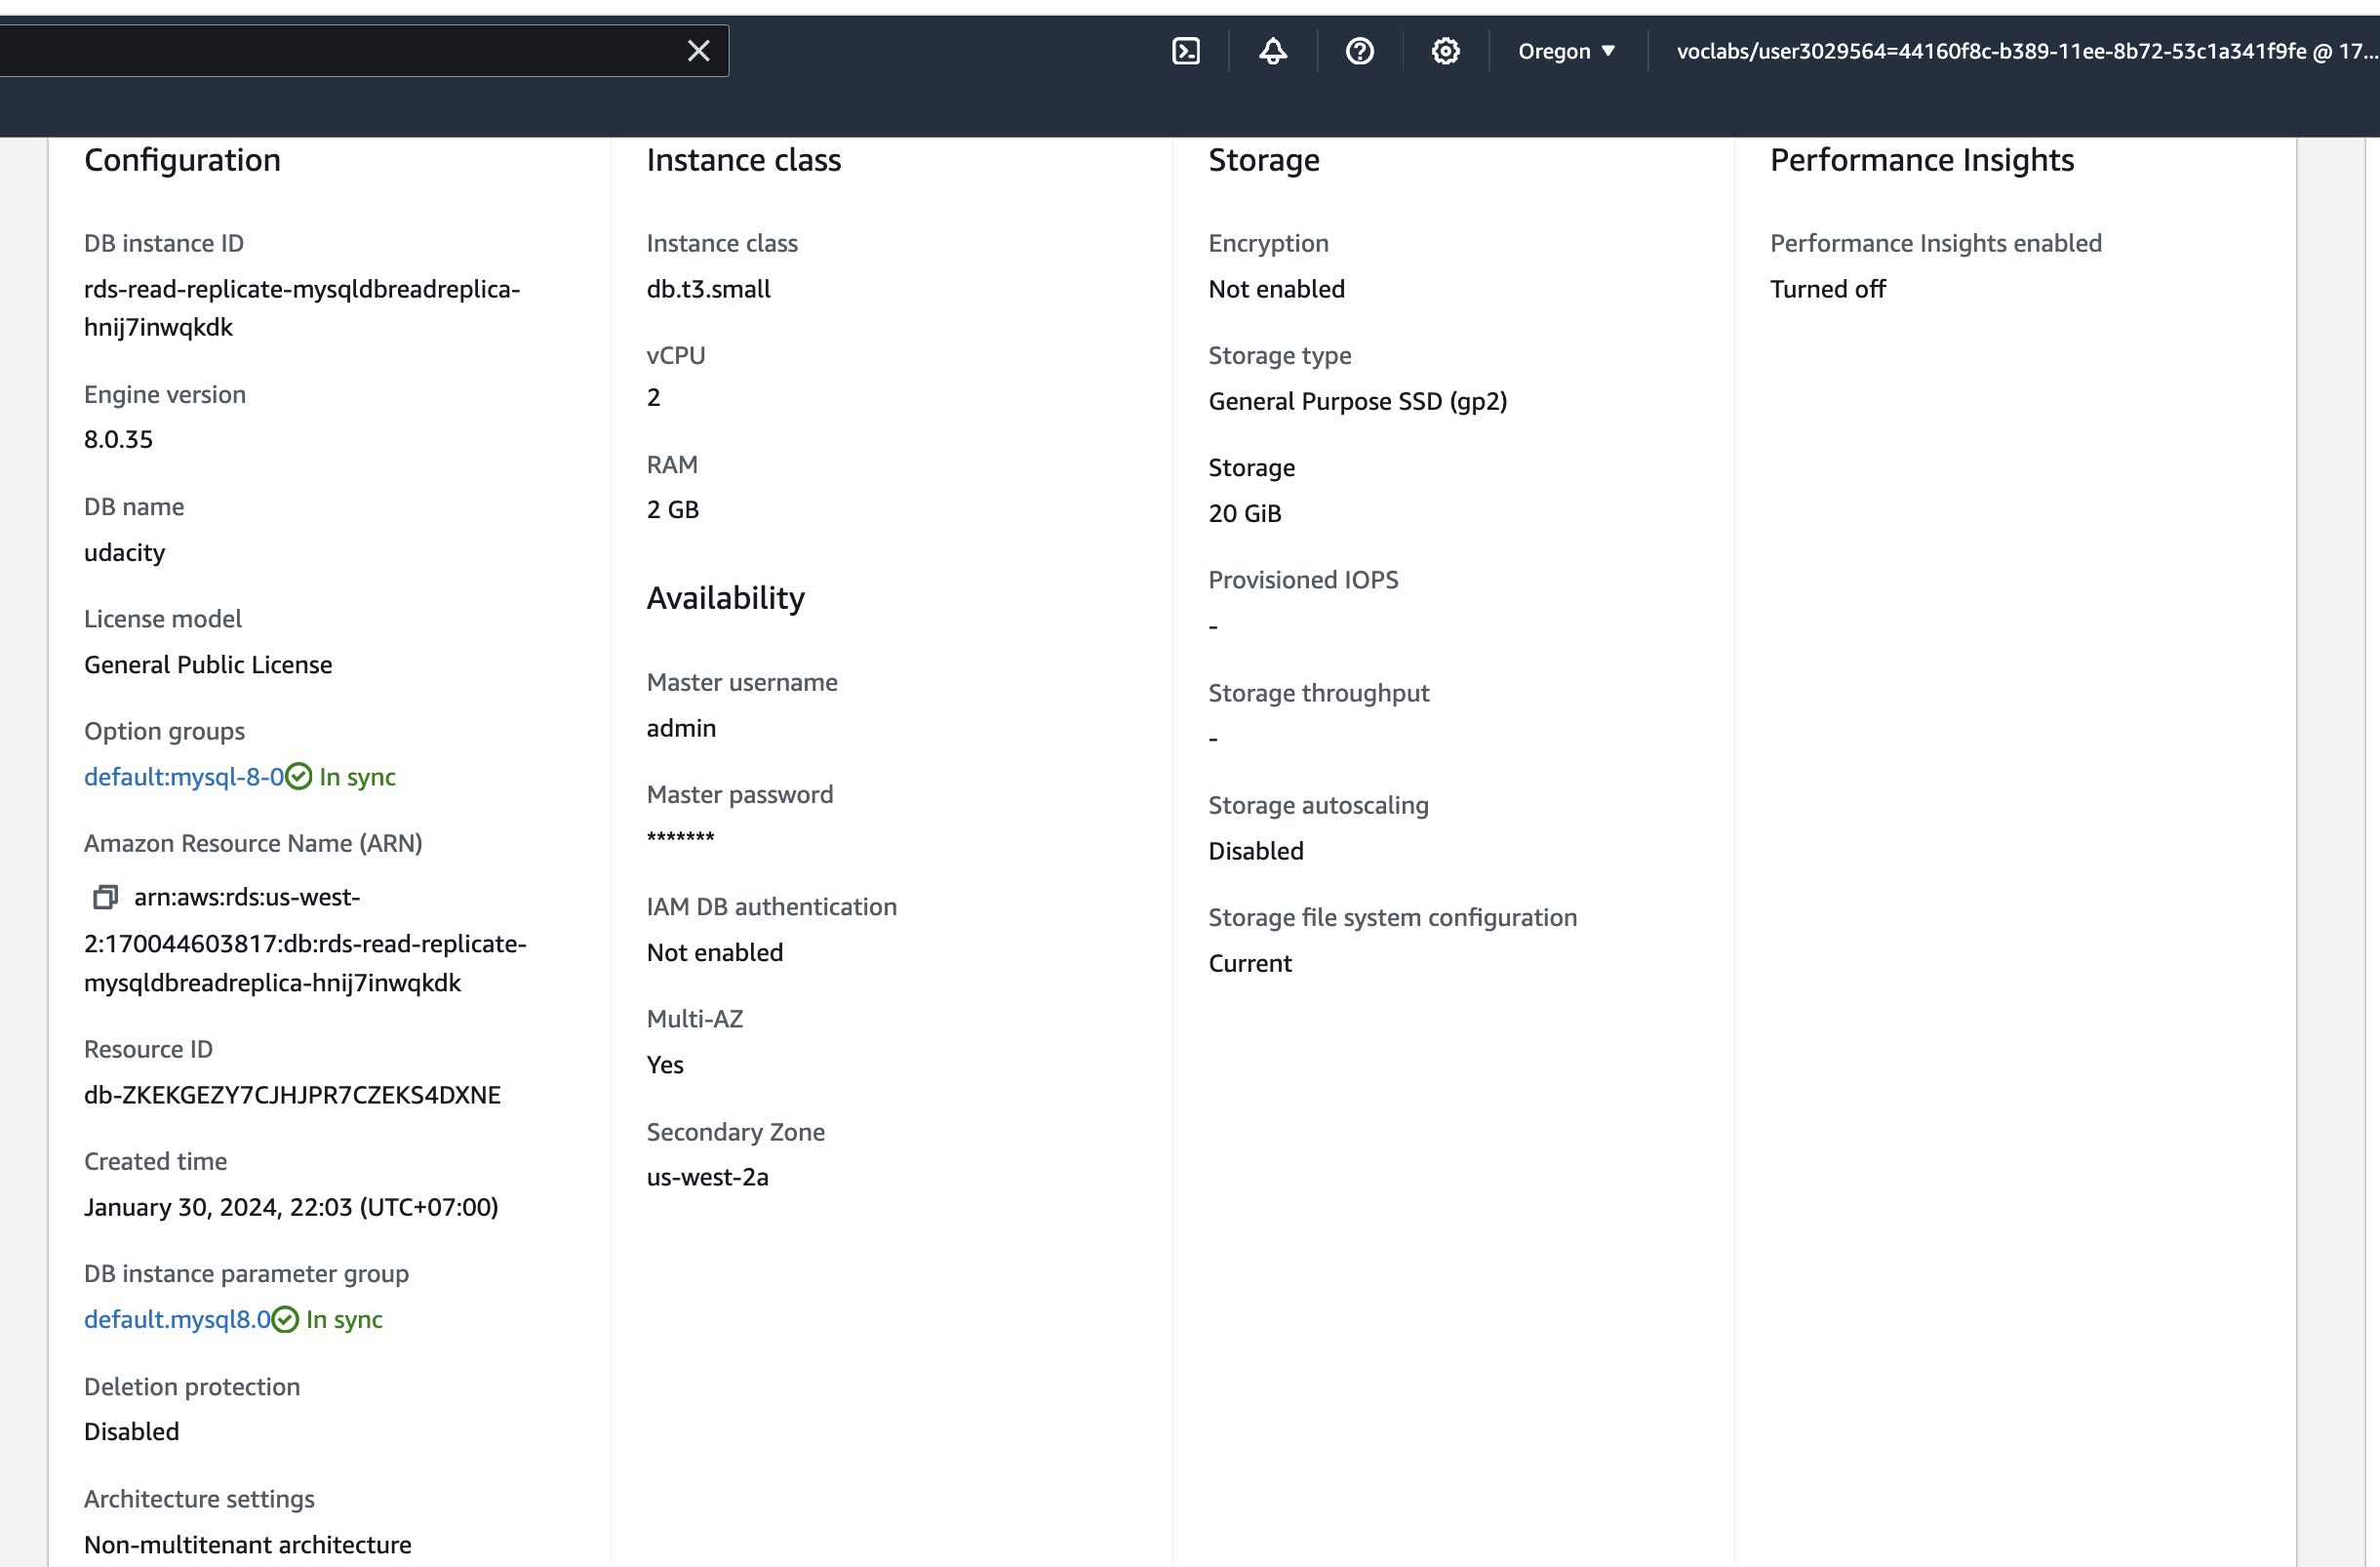 Oregon
voclabs/user3029564=44160f8c-b389-11ee-8b72-53c1a341f9fe @ 17...
Configuration
DB instance ID
rds-read-replicate-mysqldbreadreplica-
hnij7inwqkdk
Engine version
8.0.35
DB name
udacity
License model
General Public License
Option groups
default:mysql-8-0 In sync
Amazon Resource Name (ARN)
arn:aws:rds:us-west-
2:170044603817:db:rds-read-replicate-
mysqldbreadreplica-hnij7inwqkdk
Resource ID
db-ZKEKGEZY7CJHJPR7CZEKS4DXNE
Created time
January 30, 2024, 22:03 (UTC+07:00)
DB instance parameter group
default.mysql8.0 In sync
Deletion protection
Disabled
Architecture settings
Non-multitenant architecture
Instance class
Instance class
db.t3.small
vCPU
2
RAM
2 GB
Availability
Master username
admin
Master password
*******
IAM DB authentication
Not enabled
Multi-AZ
Yes
Secondary Zone
us-west-2a
Storage
Encryption
Not enabled
Storage type
General Purpose SSD (gp2)
Storage
20 GiB
Provisioned IOPS
-
Storage throughput
-
Storage autoscaling
Disabled
Storage file system configuration
Current
Performance Insights
Performance Insights enabled
Turned off